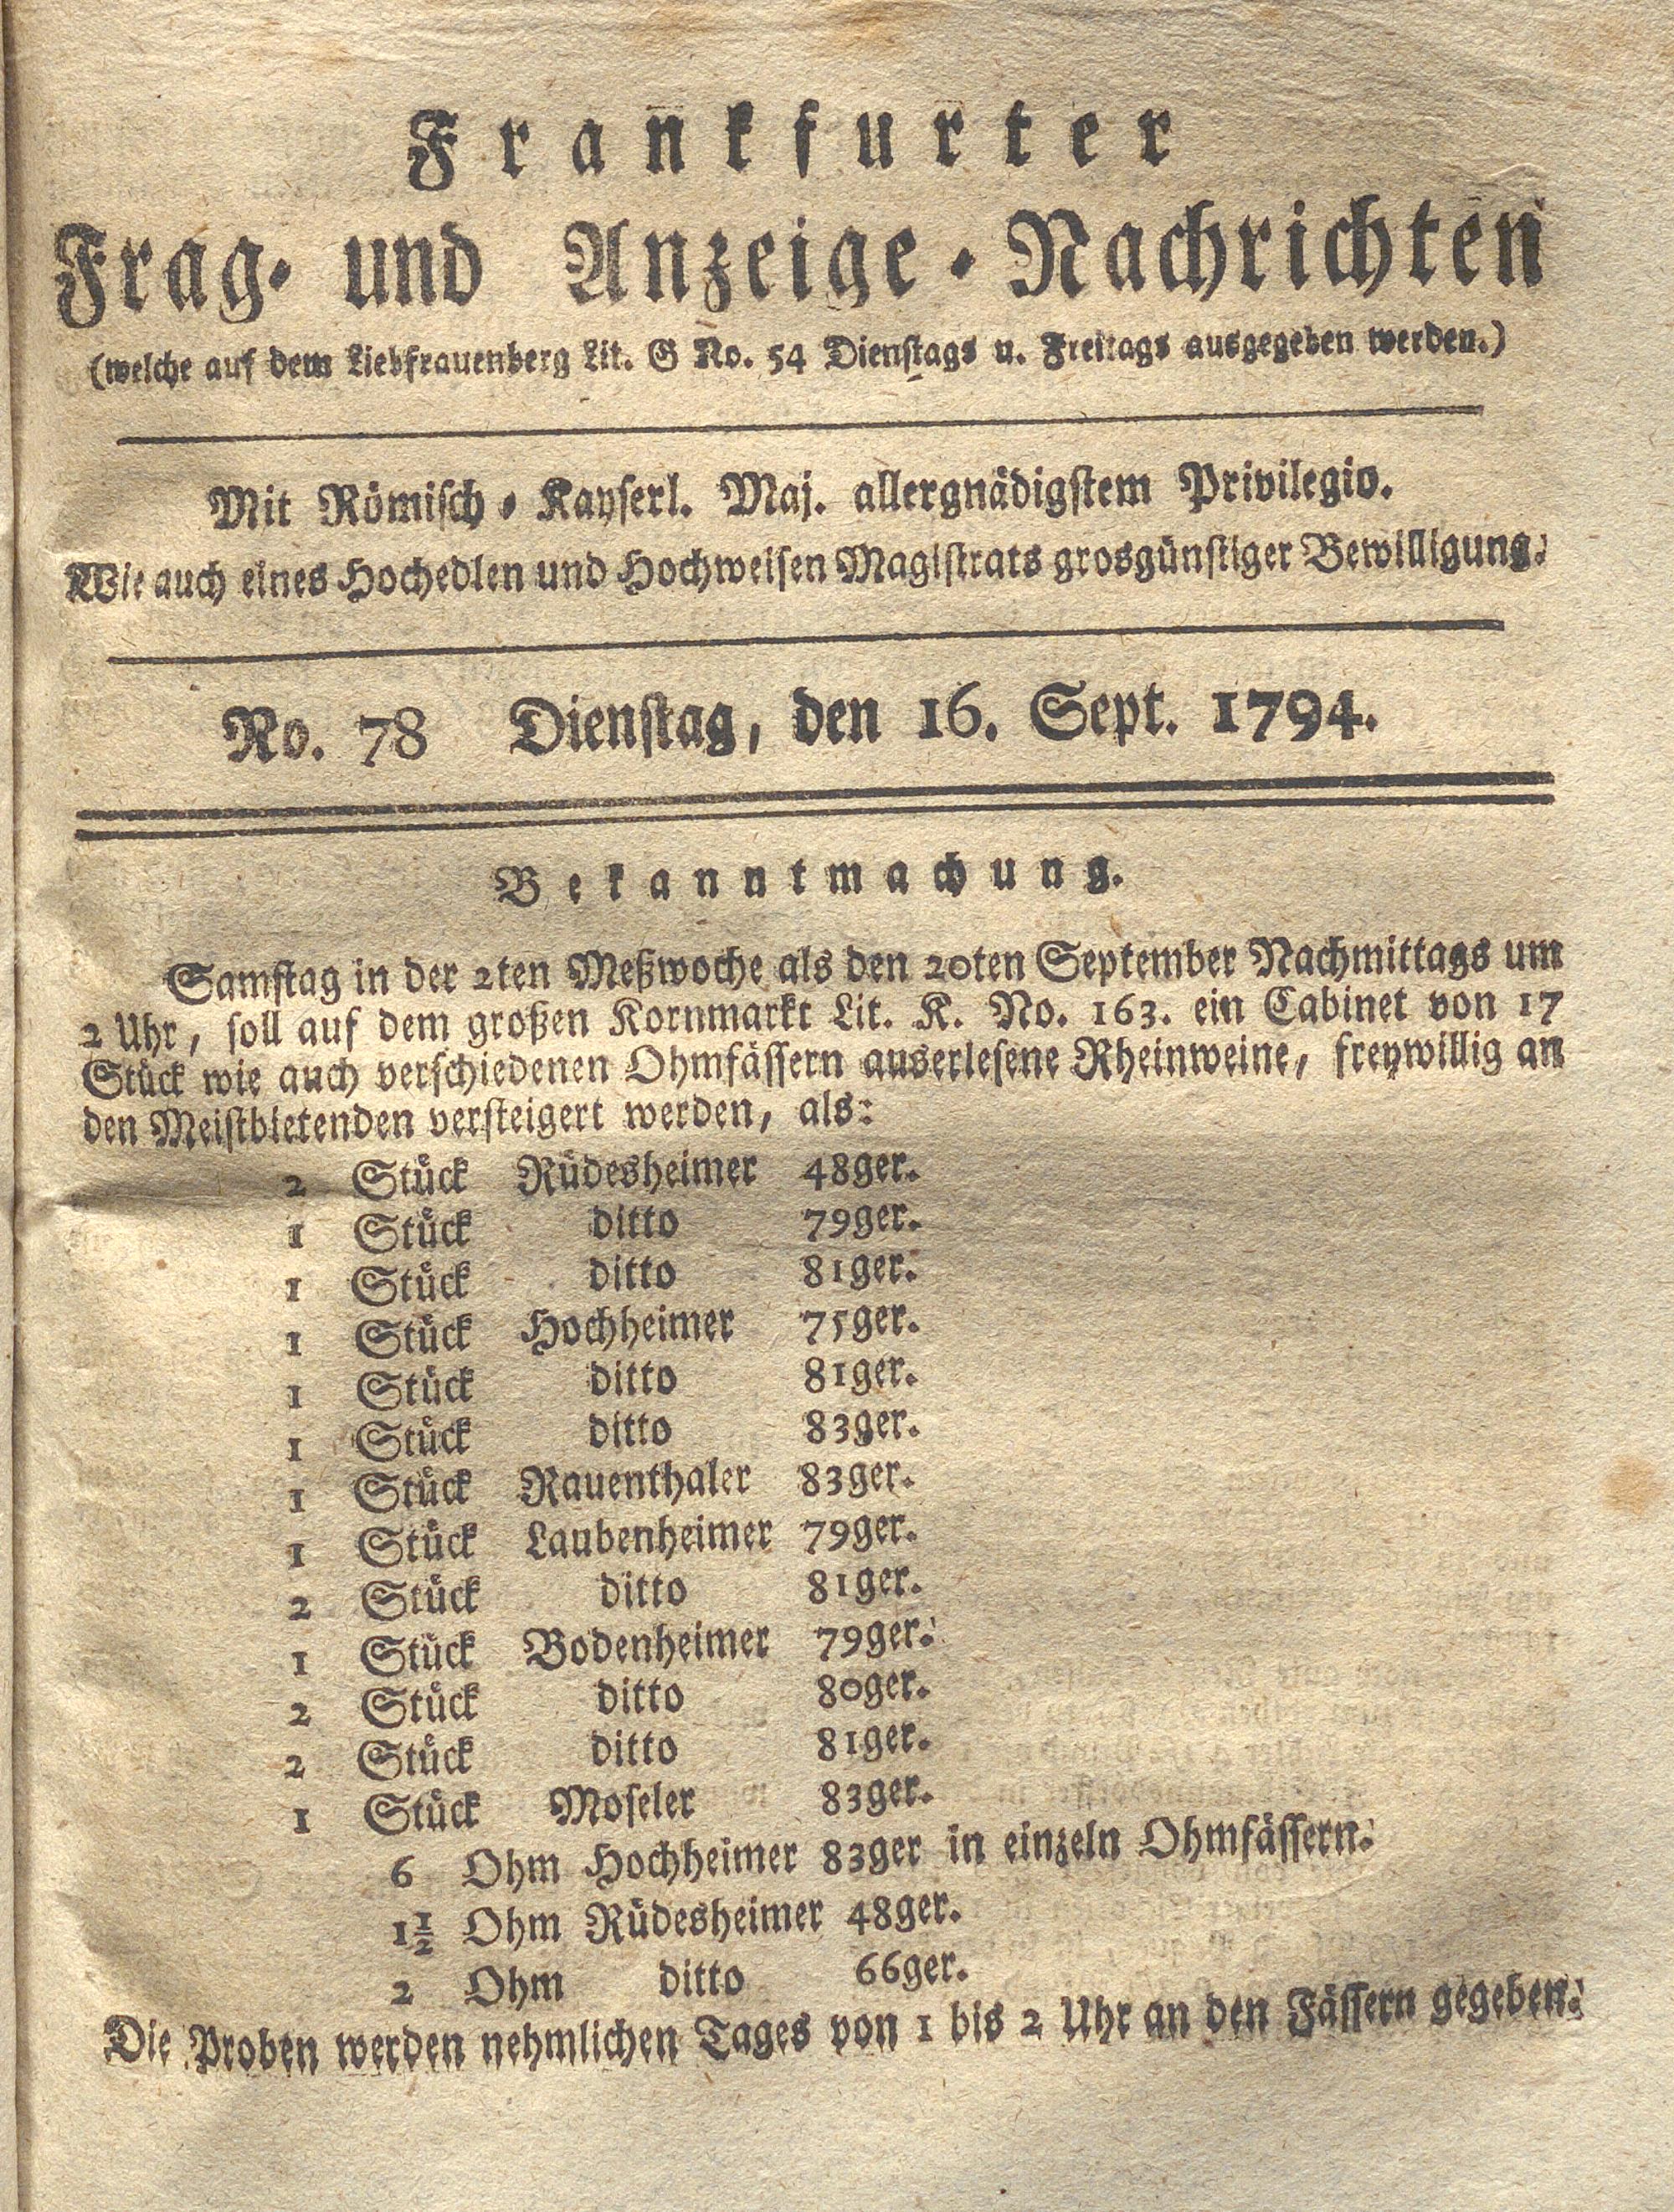 Frankfurter
Frag- und Anzeige-Nachrichten
(welche auf dem Liebfrauenberg Lit. G No. 54 Dienstags u. Freitags ausgegeben werden.)
Mit Römisch-Kayserl. Maj. allergnädigstem Privilegio.
Wie auch eines Hochedlen und Hochweisen Magistrats grosgünstiger Bewilligung.
No. 78 Dienstag, den 16. Sept. 1794.
Bekanntmachung.
Samstag in der 2ten Meßwoche als den 20ten September Nachmittags um
2 Uhr, soll auf dem großen Kornmarkt Lit. K. No. 163. ein Cabinet von 17
Stück wie auch verschiedenen Ohmfässern auserlesene Rheinweine, freywillig an
den Meistbietenden versteigert werden, als:
2 Stück Rüdesheimer 48ger.
1 Stück ditto 79ger.
1 Stück ditto 81ger.
1 Stück Hochheimer 75ger.
1 Stück ditto 81ger.
1 Stück ditto 83ger.
1 Stück Rauenthaler 83ger.
1 Stück Laubenheimer 79ger.
2 Stück ditto 81ger.
1 Stück Bodenheimer 79ger.
2 Stück ditto 80ger.
2 Stück ditto 81ger.
1 Stück Moseler 83ger.
6 Ohm Hochheimer 83ger in einzeln Ohmfässern.
1½ Ohm Rüdesheimer 48ger.
2 Ohm ditto 66ger.
Die Proben werden nehmlichen Tages von 1 bis 2 Uhr an den Fässern gegeben.